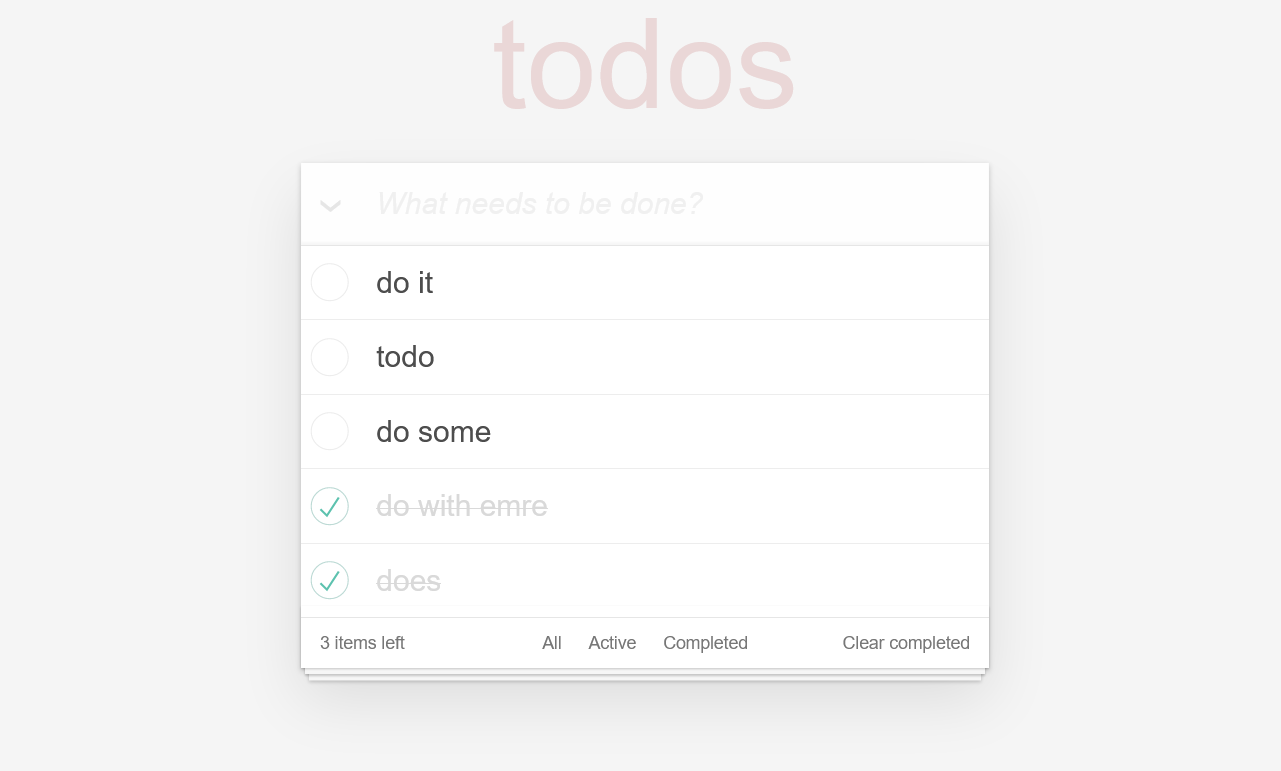 todos
What needs to be done?
do it
todo
do some
do with emre
does
3 items left All Active Completed Clear completed